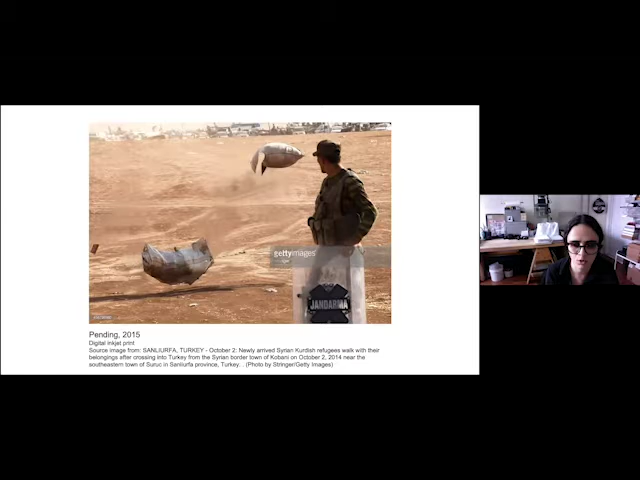 gettyimages
JANDARMA
Pending, 2015
Digital inkjet print
Source image from: SANLIURFA, TURKEY - October 2: Newly arrived Syrian Kurdish refugees walk with their
belongings after crossing into Turkey from the Syrian border town of Kobani on October 2, 2014 near the
southeastern town of Suruc in Sanliurfa province, Turkey. . (Photo by Stringer/Getty Images)